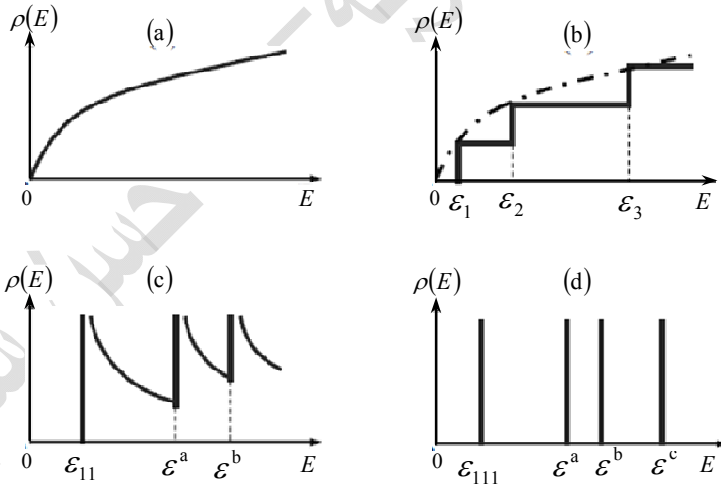 ρ(E) (a)
0 E
ρ(E) (b)
0 ε₁ ε₂ ε₃ E
ρ(E) (c)
0 ε₁₁ εᵃ εᵇ E
ρ(E) (d)
0 ε₁₁₁ εᵃ εᵇ εᶜ E